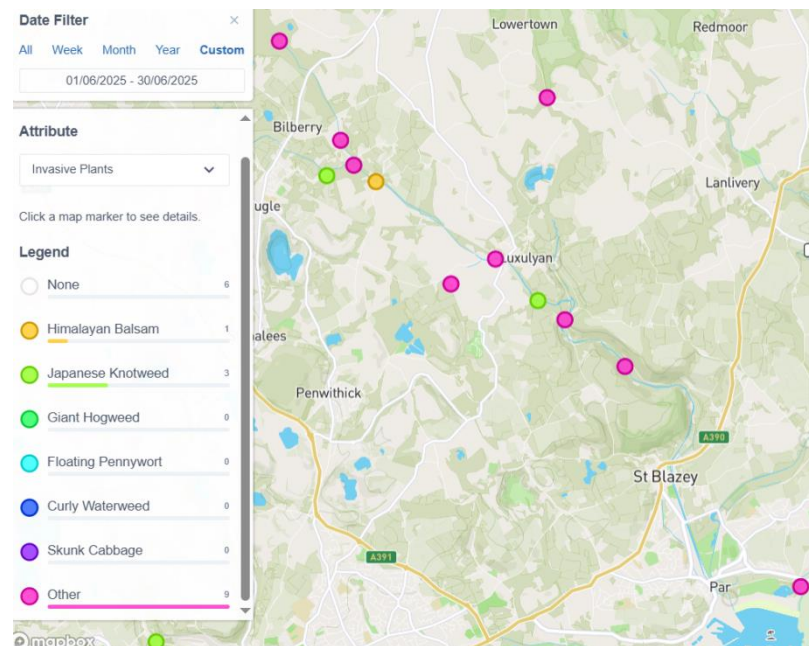 Date Filter ×
All Week Month Year Custom
01/06/2025 - 30/06/2025
Attribute
Invasive Plants
Click a map marker to see details.
Legend
None 6
Himalayan Balsam 1
Japanese Knotweed 3
Giant Hogweed 0
Floating Pennywort 0
Curly Waterweed 0
Skunk Cabbage 0
Other 9
mapbox
Lowertown
Redmoor
Bilberry
Lanlivery
ugle
Luxulyan
alees
Penwithick
A390
St Blazey
A391
Par